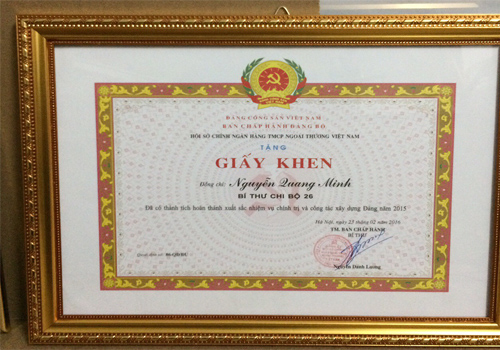 ĐẢNG CỘNG SẢN VIỆT NAM
BAN CHẤP HÀNH ĐẢNG BỘ
HỘI SỞ CHÍNH NGÂN HÀNG TMCP NGOẠI THƯƠNG VIỆT NAM
TẶNG
GIẤY KHEN
Đồng chí: Nguyễn Quang Minh
BÍ THƯ CHI BỘ 26
Đã có thành tích hoàn thành xuất sắc nhiệm vụ chính trị và công tác xây dựng Đảng năm 2015
Hà Nội, ngày 23 tháng 02 năm 2016
TM. BAN CHẤP HÀNH
BÍ THƯ
Quyết định số:
Nguyễn Danh Lương